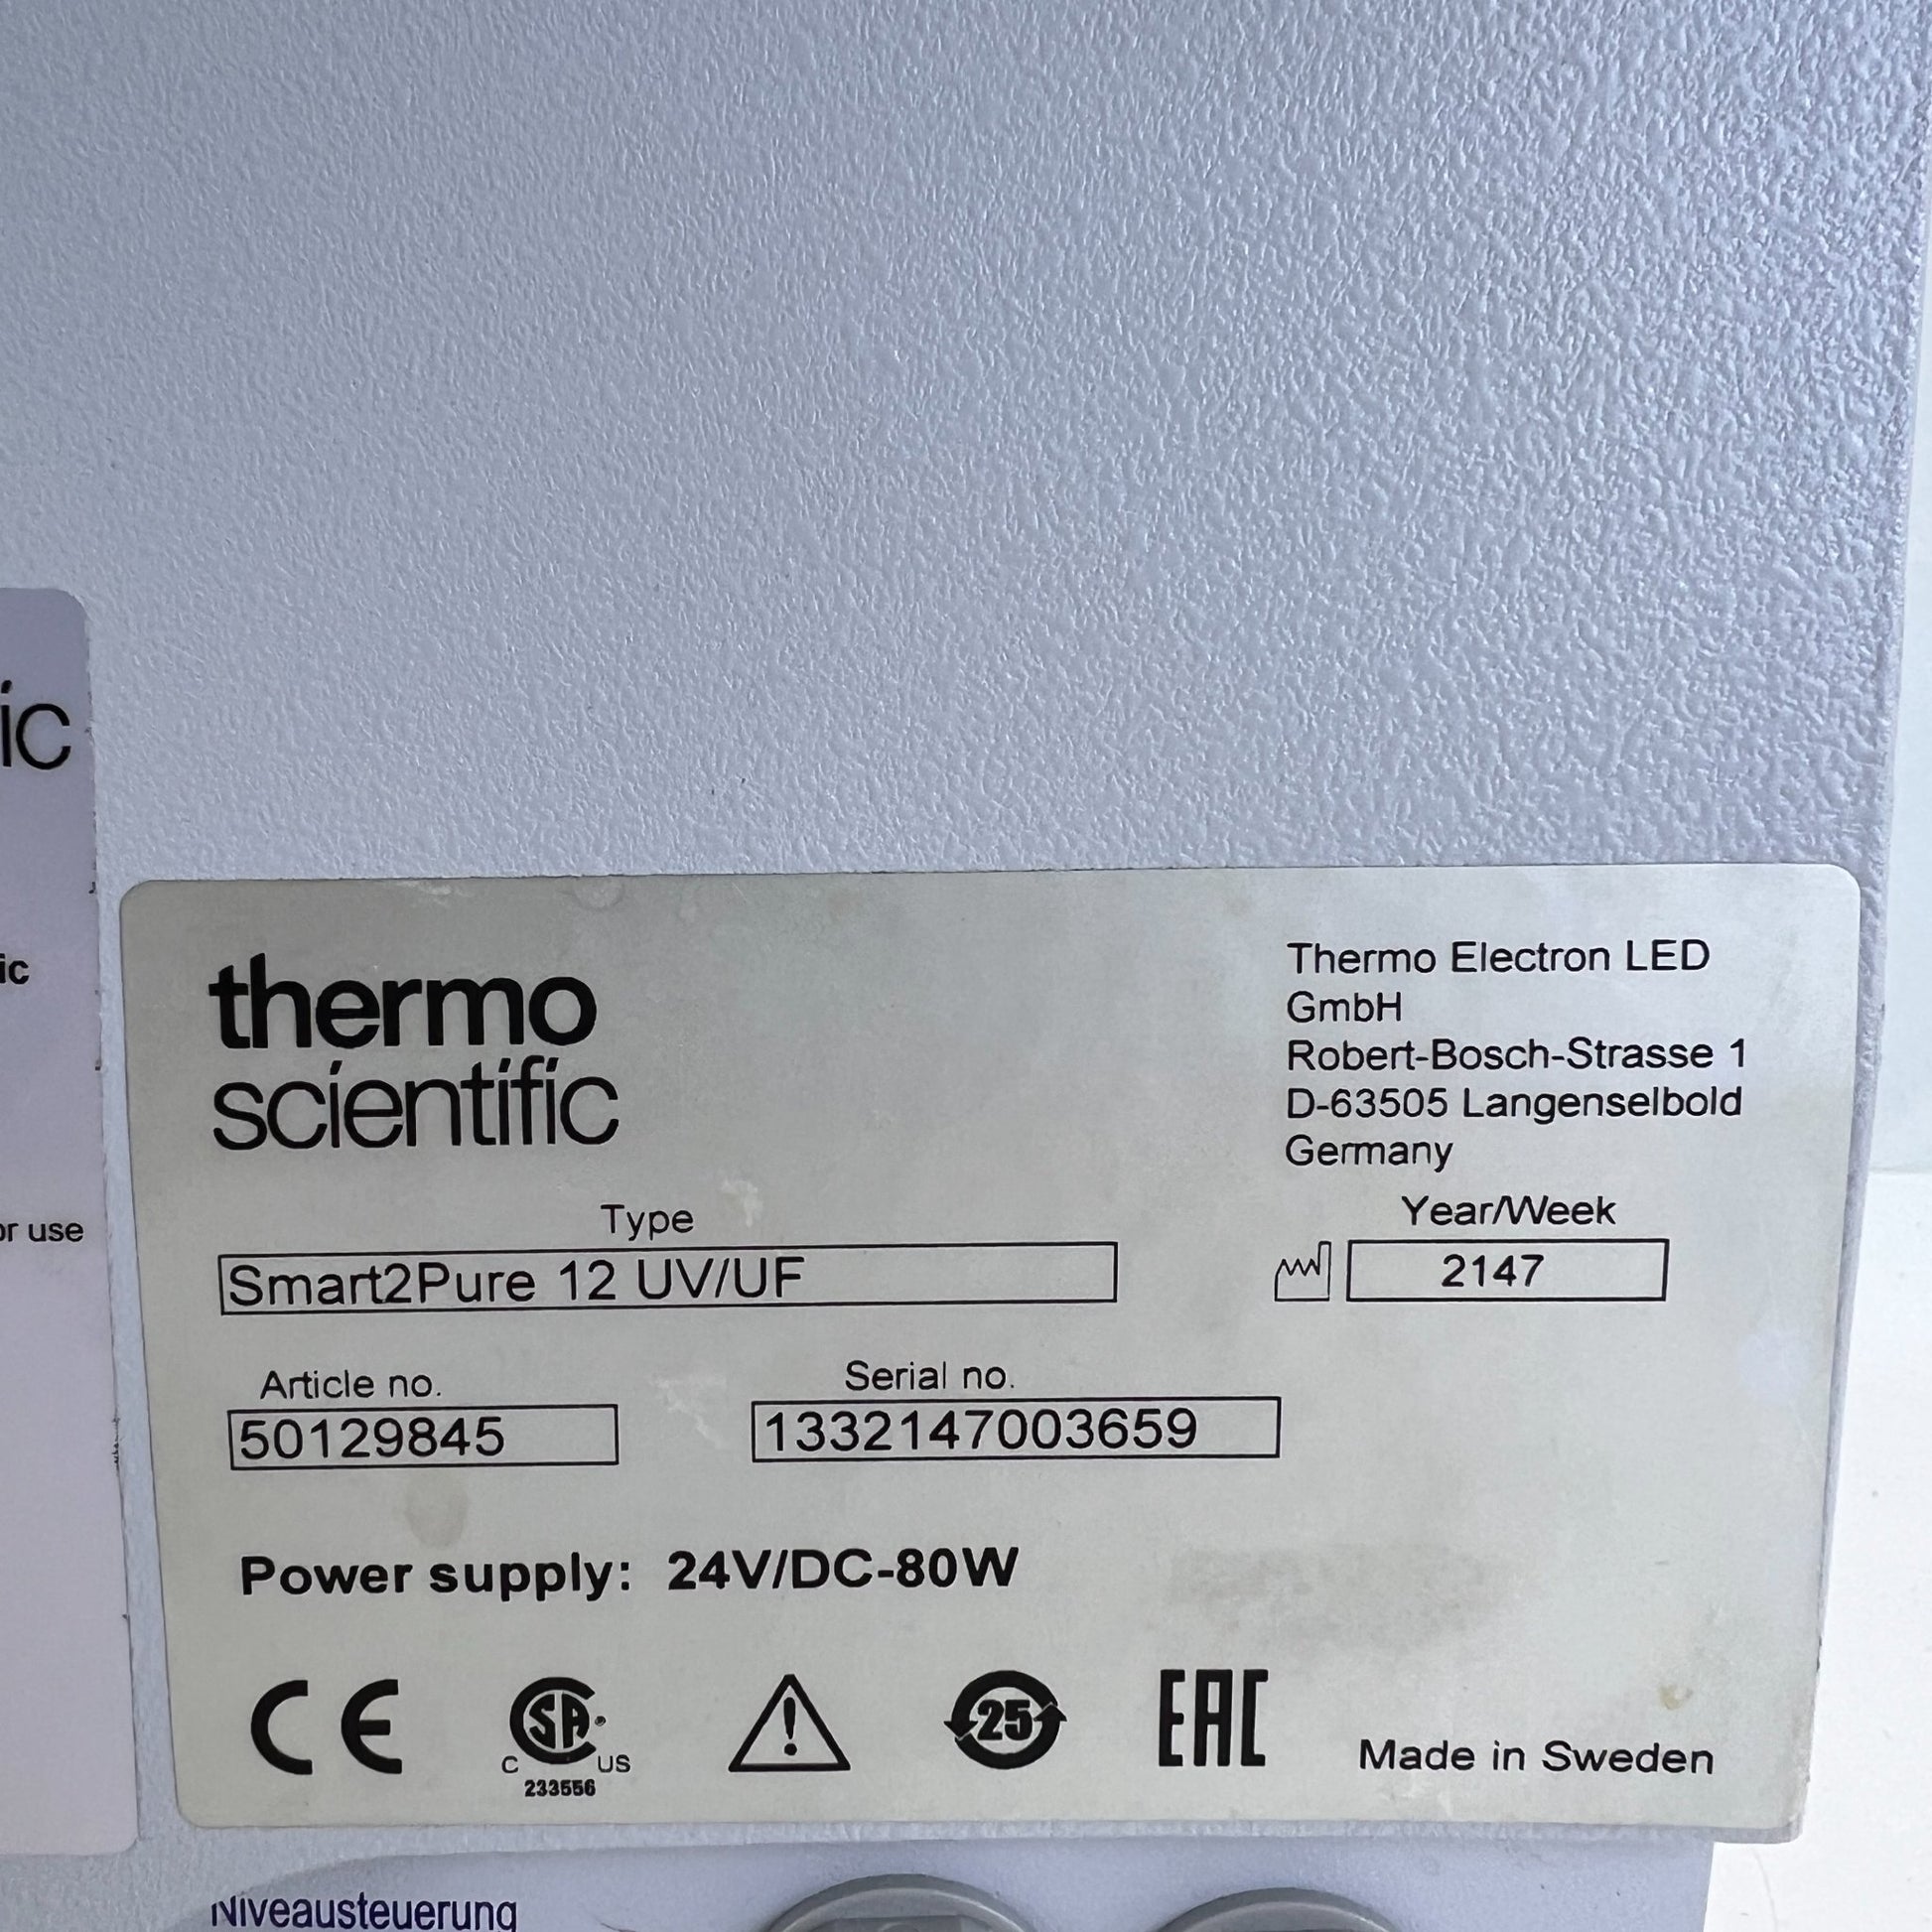 ic
ic
or use
thermo
scientific
Thermo Electron LED
GmbH
Robert-Bosch-Strasse 1
D-63505 Langenselbold
Germany
Type
Smart2Pure 12 UV/UF
Year/Week
2147
Article no.
50129845
Serial no.
1332147003659
Power supply: 24V/DC-80W
CE
C SA US
233556
25
EAC
Made in Sweden
Niveausteuerung